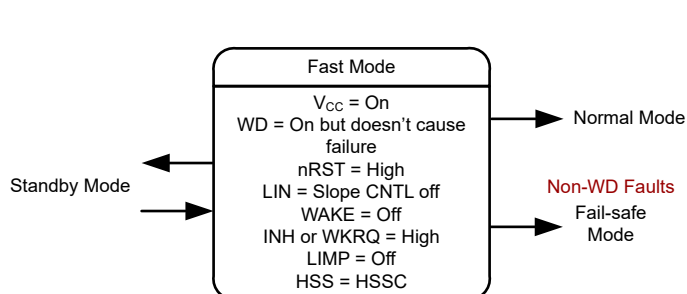 Fast Mode
V_CC = On
WD = On but doesn't cause
failure
nRST = High
LIN = Slope CNTL off
WAKE = Off
INH or WKRQ = High
LIMP = Off
HSS = HSSC
Standby Mode
Normal Mode
Non-WD Faults
Fail-safe
Mode